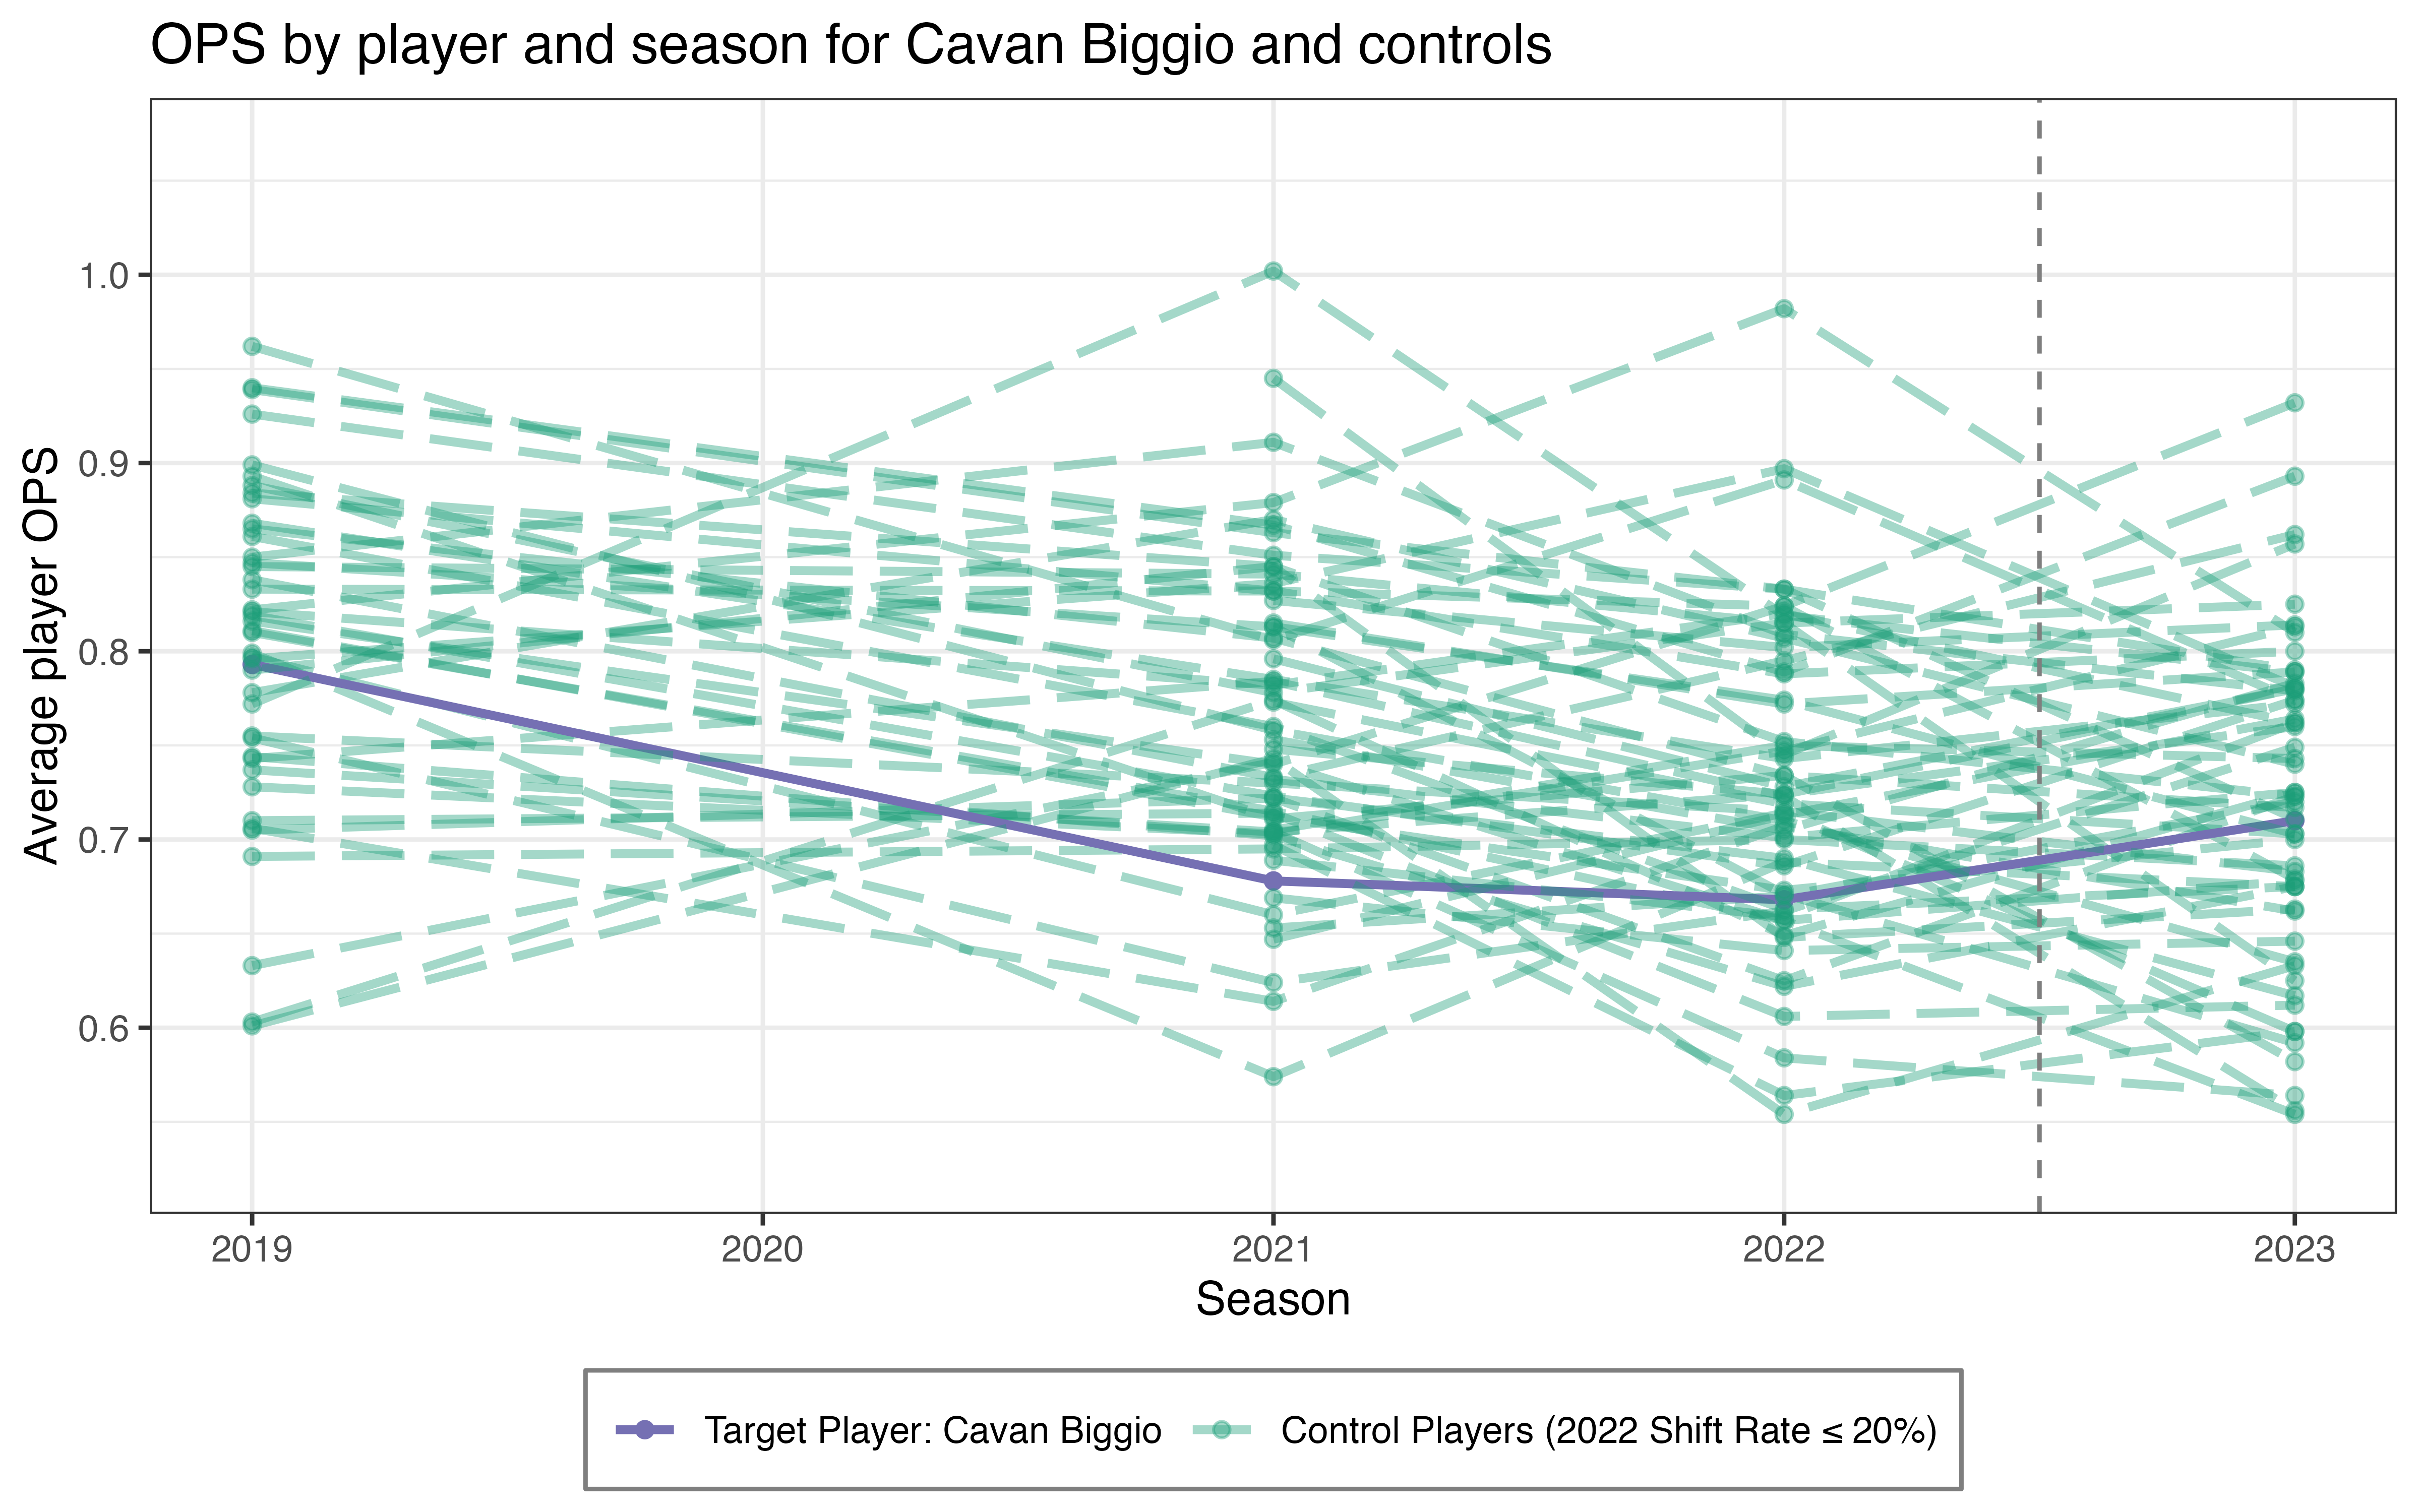 OPS by player and season for Cavan Biggio and controls
Average player OPS
1.0
0.9
0.8
0.7
0.6
2019 2020 2021 2022 2023
Season
Target Player: Cavan Biggio Control Players (2022 Shift Rate ≤ 20%)